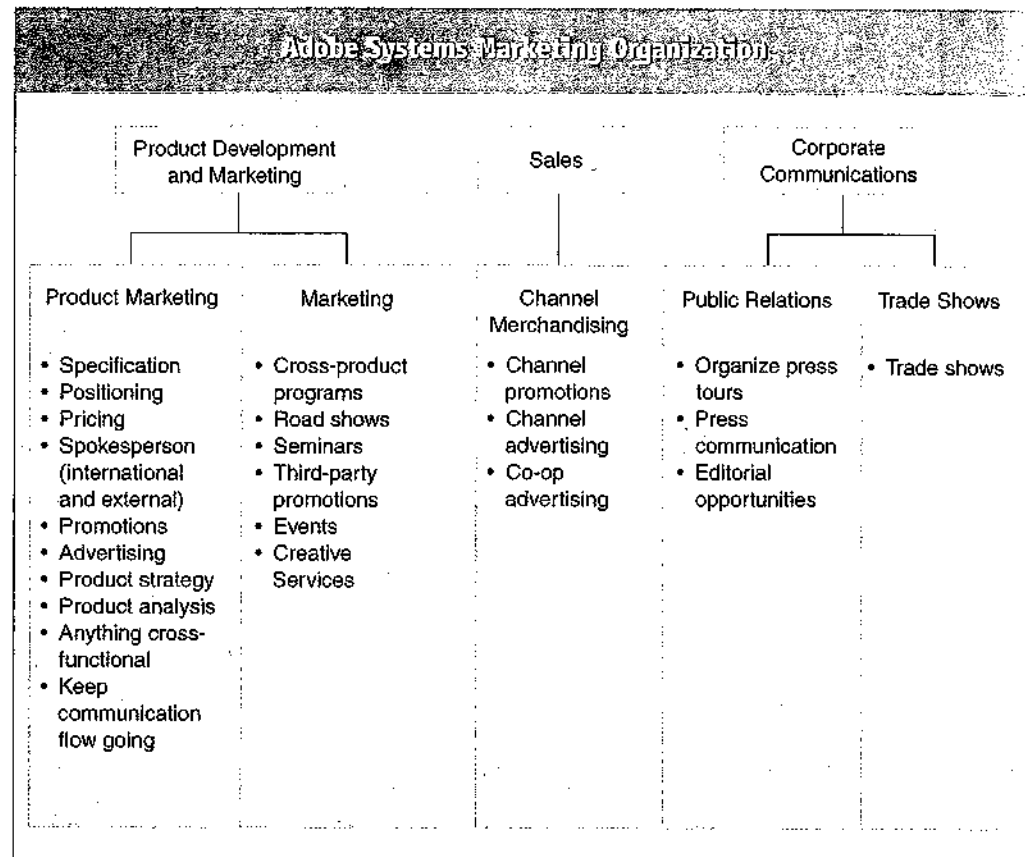 Adobe Systems Marketing Organization
Product Development
and Marketing
Sales
Corporate
Communications
Product Marketing
• Specification
• Positioning
• Pricing
• Spokesperson
(international
and external)
• Promotions
• Advertising
• Product strategy
• Product analysis
• Anything cross-
functional
• Keep
communication
flow going
Marketing
• Cross-product
programs
• Road shows
• Seminars
• Third-party
promotions
• Events
• Creative
Services
Channel
Merchandising
• Channel
promotions
• Channel
advertising
• Co-op
advertising
Public Relations
• Organize press
tours
• Press
communication
• Editorial
opportunities
Trade Shows
• Trade shows